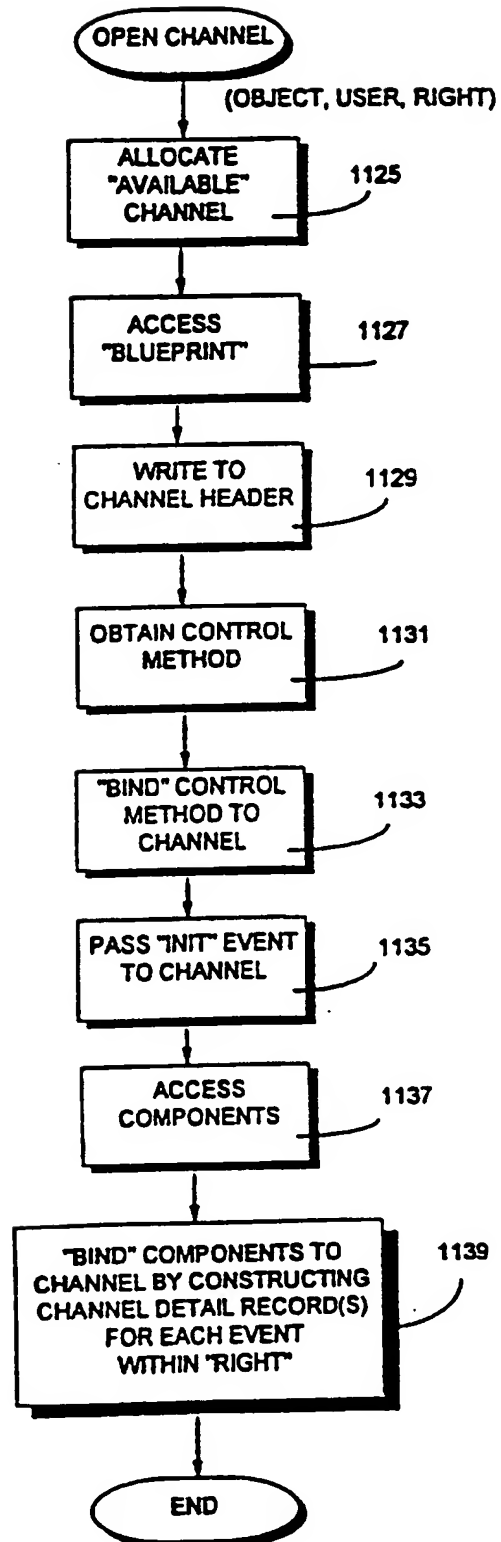 OPEN CHANNEL
(OBJECT, USER, RIGHT)
ALLOCATE
"AVAILABLE"
CHANNEL
1125
ACCESS
"BLUEPRINT"
1127
WRITE TO
CHANNEL HEADER
1129
OBTAIN CONTROL
METHOD
1131
"BIND" CONTROL
METHOD TO
CHANNEL
1133
PASS "INIT" EVENT
TO CHANNEL
1135
ACCESS
COMPONENTS
1137
"BIND" COMPONENTS TO
CHANNEL BY CONSTRUCTING
CHANNEL DETAIL RECORD(S)
FOR EACH EVENT
WITHIN "RIGHT"
1139
END